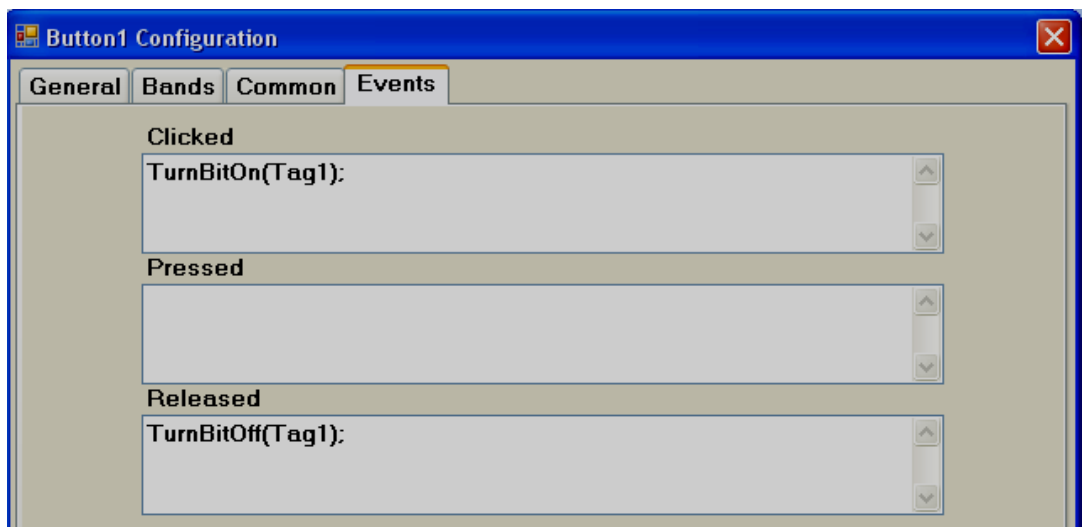 Button1 Configuration
General Bands Common Events
Clicked
TurnBitOn(Tag1);
Pressed
Released
TurnBitOff(Tag1);